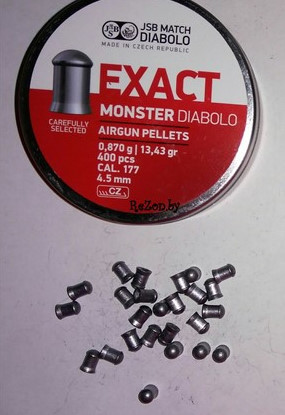 JSB MATCH
DIABOLO
MADE IN CZECH REPUBLIC
EXACT
MONSTER DIABOLO
CAREFULLY
SELECTED
AIRGUN PELLETS
0,870 g | 13,43 gr
400 pcs
CAL. 177
4.5 mm
CZ
ReZon.by